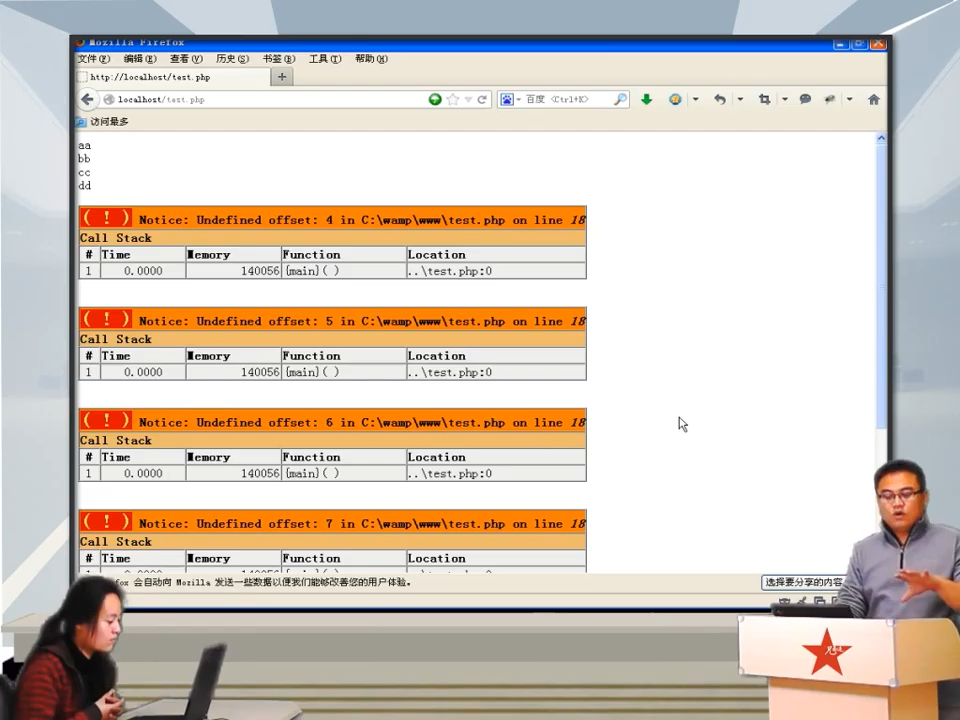 Mozilla Firefox
文件(F) 编辑(E) 查看(V) 历史(S) 书签(B) 工具(T) 帮助(H)
http://localhost/test.php
localhost/test.php 百度 <Ctrl+K>
访问最多
aa
bb
cc
dd
( ! ) Notice: Undefined offset: 4 in C:\wamp\www\test.php on line 18
Call Stack
# Time Memory Function Location
1 0.0000 140056 {main}( ) ..\test.php:0
( ! ) Notice: Undefined offset: 5 in C:\wamp\www\test.php on line 18
Call Stack
# Time Memory Function Location
1 0.0000 140056 {main}( ) ..\test.php:0
( ! ) Notice: Undefined offset: 6 in C:\wamp\www\test.php on line 18
Call Stack
# Time Memory Function Location
1 0.0000 140056 {main}( ) ..\test.php:0
( ! ) Notice: Undefined offset: 7 in C:\wamp\www\test.php on line 18
Call Stack
# Time Memory Function Location
fox 会自动向 Mozilla 发送一些数据以便我们能够改善您的用户体验。 选择要分享的内容